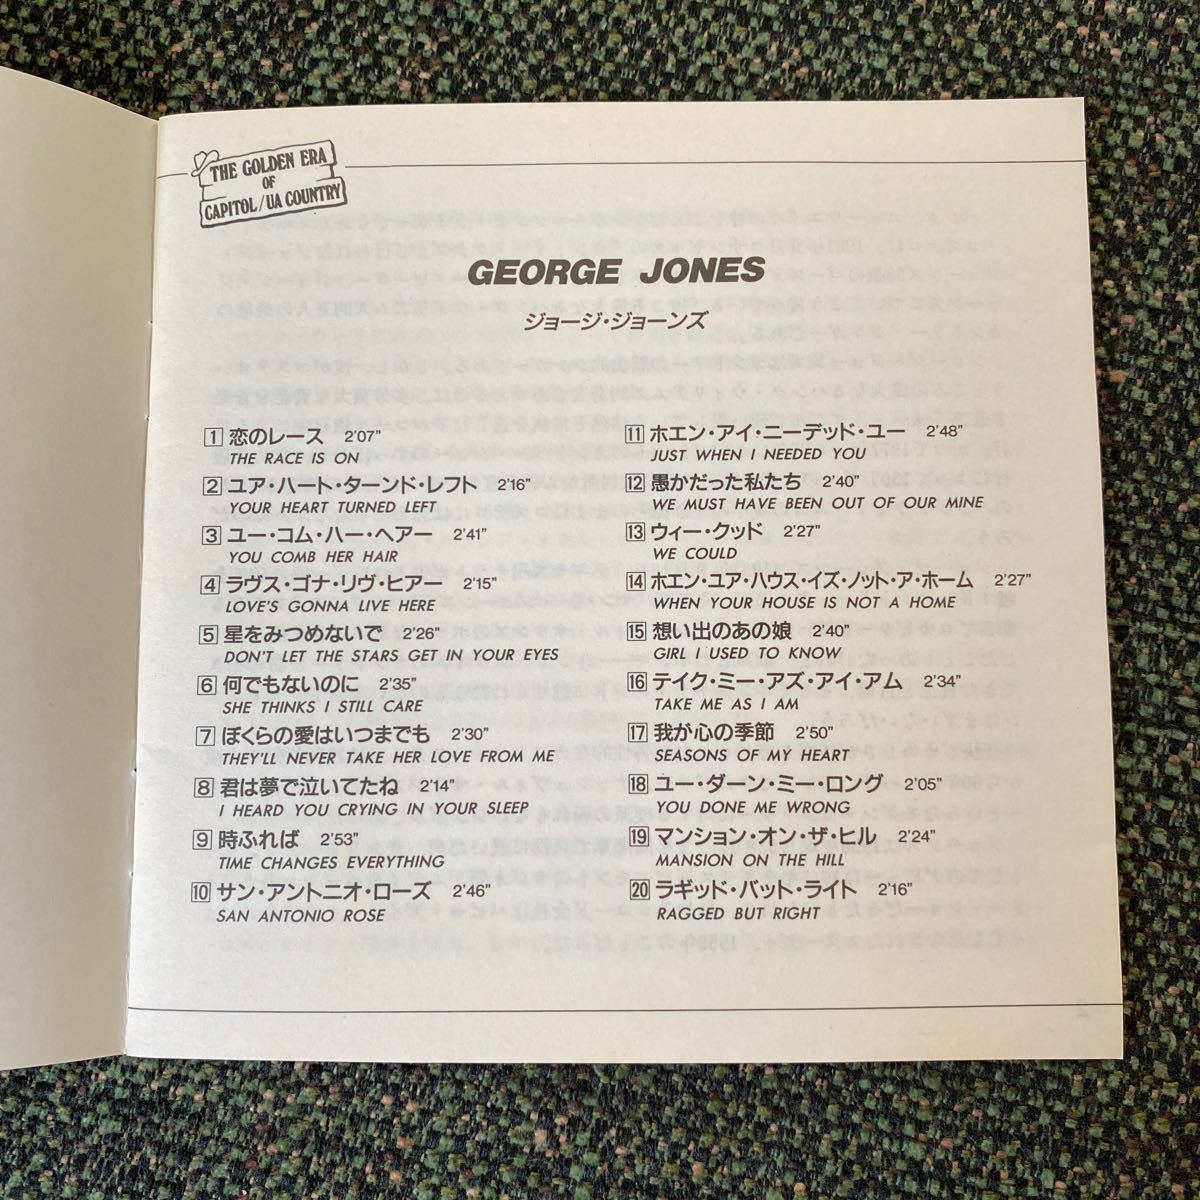 THE GOLDEN ERA
OF
CAPITOL/UA COUNTRY
GEORGE JONES
ジョージ・ジョーンズ
1 恋のレース 2'07"
THE RACE IS ON
2 ユア・ハート・ターンド・レフト 2'16"
YOUR HEART TURNED LEFT
3 ユー・コム・ハー・ヘアー 2'41"
YOU COMB HER HAIR
4 ラヴス・ゴナ・リヴ・ヒアー 2'15"
LOVE'S GONNA LIVE HERE
5 星をみつめないで 2'26"
DON'T LET THE STARS GET IN YOUR EYES
6 何でもないのに 2'35"
SHE THINKS I STILL CARE
7 ぼくらの愛はいつまでも 2'30"
THEY'LL NEVER TAKE HER LOVE FROM ME
8 君は夢で泣いてたね 2'14"
I HEARD YOU CRYING IN YOUR SLEEP
9 時ふれば 2'53"
TIME CHANGES EVERYTHING
10 サン・アントニオ・ローズ 2'46"
SAN ANTONIO ROSE
11 ホエン・アイ・ニーデッド・ユー 2'48"
JUST WHEN I NEEDED YOU
12 愚かだった私たち 2'40"
WE MUST HAVE BEEN OUT OF OUR MINE
13 ウィー・クッド 2'27"
WE COULD
14 ホエン・ユア・ハウス・イズ・ノット・ア・ホーム 2'27"
WHEN YOUR HOUSE IS NOT A HOME
15 想い出のあの娘 2'40"
GIRL I USED TO KNOW
16 テイク・ミー・アズ・アイ・アム 2'34"
TAKE ME AS I AM
17 我が心の季節 2'50"
SEASONS OF MY HEART
18 ユー・ダーン・ミー・ロング 2'05"
YOU DONE ME WRONG
19 マンション・オン・ザ・ヒル 2'24"
MANSION ON THE HILL
20 ラギッド・バット・ライト 2'16"
RAGGED BUT RIGHT